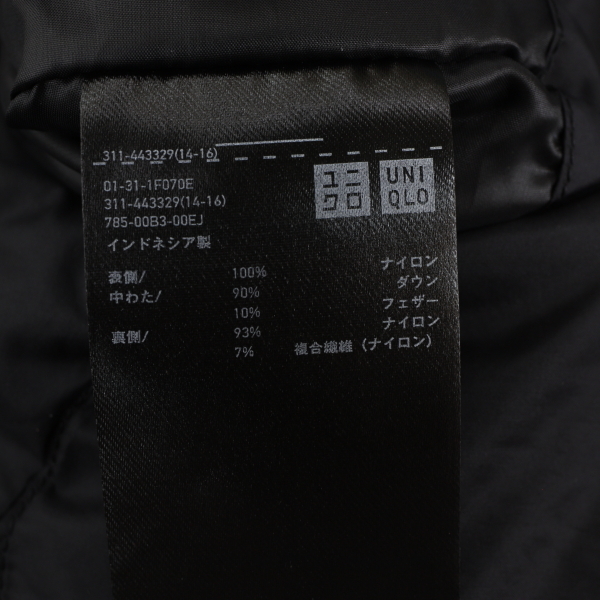 311-443329(14-16)
01-31-1F070E
311-443329(14-16)
785-00B3-00EJ
インドネシア製
ユニ
クロ
UNI
QLO
表側/ 100% ナイロン
中わた/ 90% ダウン
10% フェザー
裏側/ 93% ナイロン
7% 複合繊維（ナイロン）